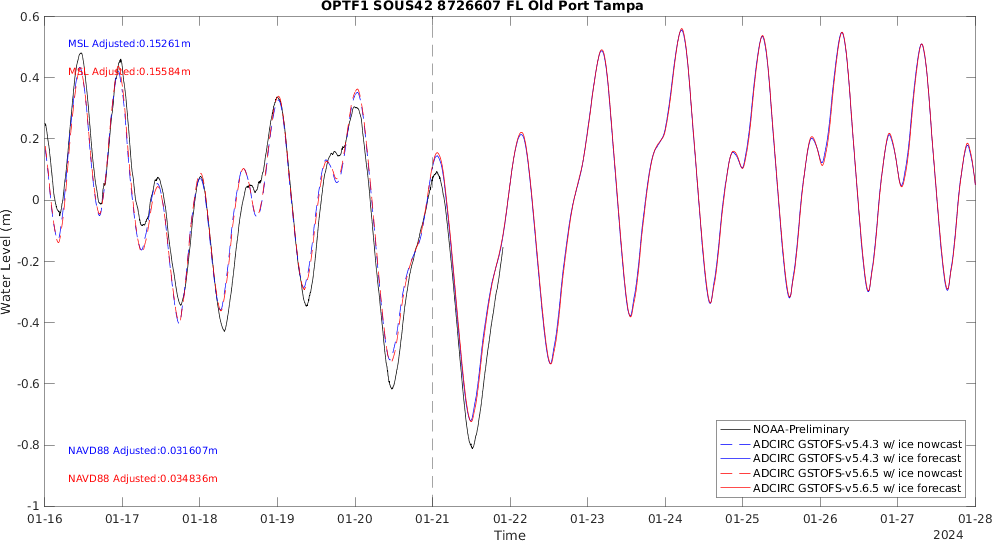 OPTF1 SOUS42 8726607 FL Old Port Tampa
0.6
MSL Adjusted:0.15261m
MSL Adjusted:0.15584m
0.4
0.2
0
-0.2
-0.4
-0.6
-0.8
-1
Water Level (m)
NAVD88 Adjusted:0.031607m
NAVD88 Adjusted:0.034836m
NOAA-Preliminary
ADCIRC GSTOFS-v5.4.3 w/ ice nowcast
ADCIRC GSTOFS-v5.4.3 w/ ice forecast
ADCIRC GSTOFS-v5.6.5 w/ ice nowcast
ADCIRC GSTOFS-v5.6.5 w/ ice forecast
01-16 01-17 01-18 01-19 01-20 01-21 01-22 01-23 01-24 01-25 01-26 01-27 01-28
Time
2024